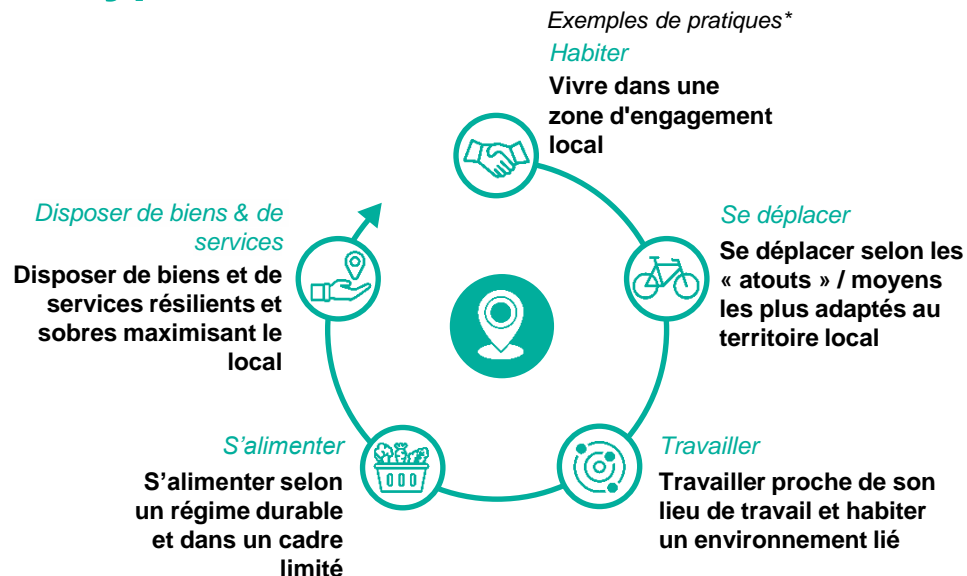 Exemples de pratiques*
Habiter
Vivre dans une
zone d'engagement
local
Se déplacer
Se déplacer selon les
« atouts » / moyens
les plus adaptés au
territoire local
Travailler
Travailler proche de son
lieu de travail et habiter
un environnement lié
S’alimenter
S’alimenter selon
un régime durable
et dans un cadre
limité
Disposer de biens & de
services
Disposer de biens et de
services résilients et
sobres maximisant le
local